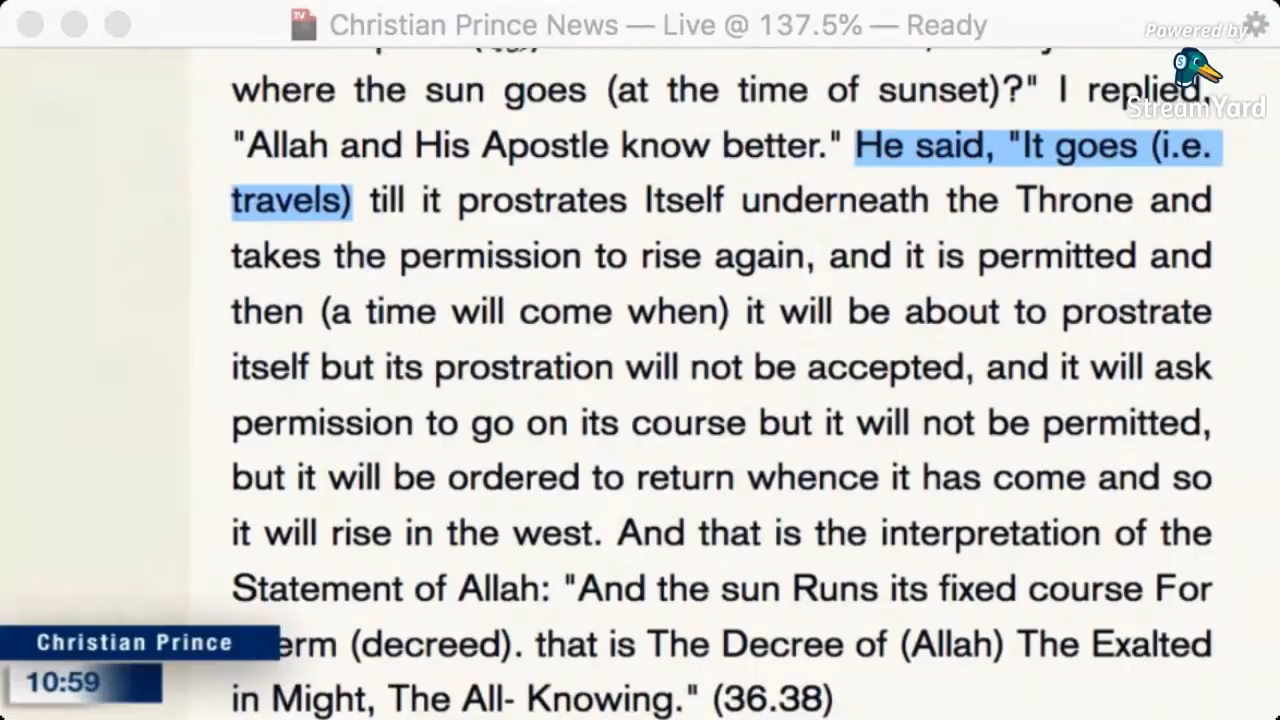 Christian Prince News — Live @ 137.5% — Ready
Powered by
StreamYard
where the sun goes (at the time of sunset)?" I replied,
"Allah and His Apostle know better." He said, "It goes (i.e.
travels) till it prostrates Itself underneath the Throne and
takes the permission to rise again, and it is permitted and
then (a time will come when) it will be about to prostrate
itself but its prostration will not be accepted, and it will ask
permission to go on its course but it will not be permitted,
but it will be ordered to return whence it has come and so
it will rise in the west. And that is the interpretation of the
Statement of Allah: "And the sun Runs its fixed course For
erm (decreed). that is The Decree of (Allah) The Exalted
in Might, The All- Knowing." (36.38)
Christian Prince
10:59